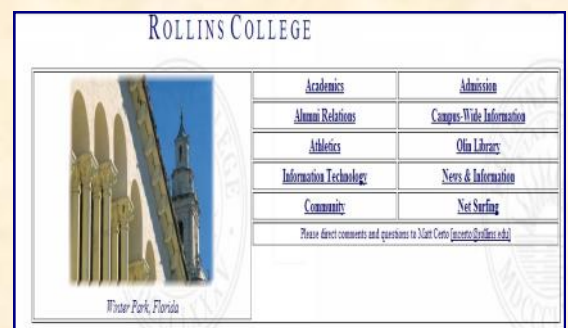 ROLLINS COLLEGE
Academics
Admission
Alumni Relations
Campus-Wide Information
Athletics
Olin Library
Information Technology
News & Information
Community
Net Surfing
Please direct comments and questions to Matt Certo [mcerto@rollins.edu]
Winter Park, Florida